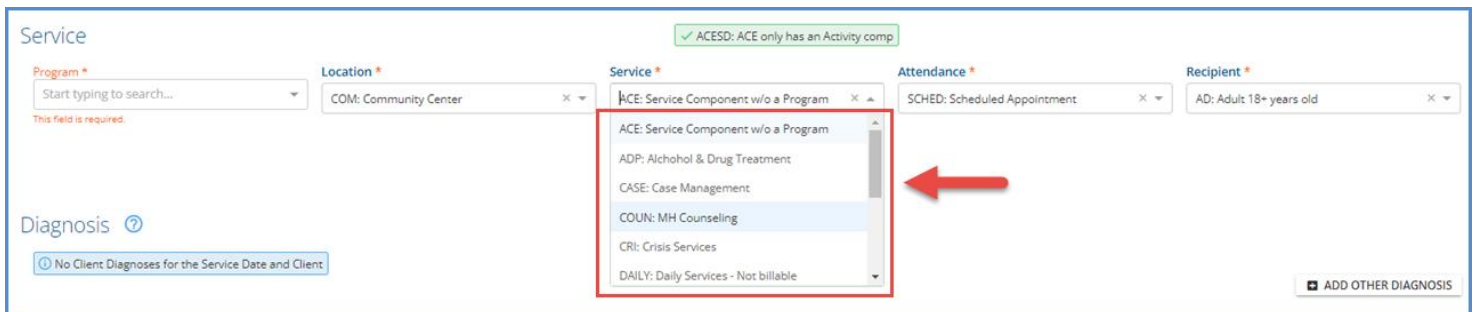 Service
ACESD: ACE only has an Activity comp
Program *
Location *
Service *
Attendance *
Recipient *
Start typing to search...
COM: Community Center
ACE: Service Component w/o a Program
SCHED: Scheduled Appointment
AD: Adult 18+ years old
This field is required.
ACE: Service Component w/o a Program
ADP: Alchohol & Drug Treatment
CASE: Case Management
COUN: MH Counseling
CRI: Crisis Services
DAILY: Daily Services - Not billable
Diagnosis
No Client Diagnoses for the Service Date and Client
ADD OTHER DIAGNOSIS